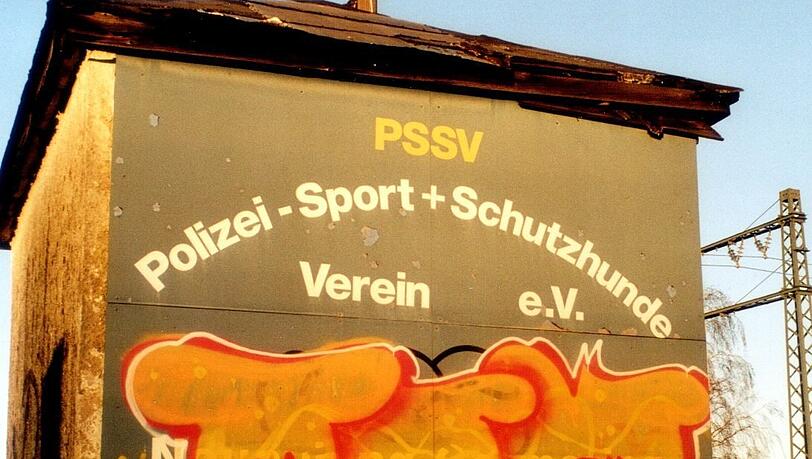 PSSV
Polizei - Sport + Schutzhunde
Verein e.V.